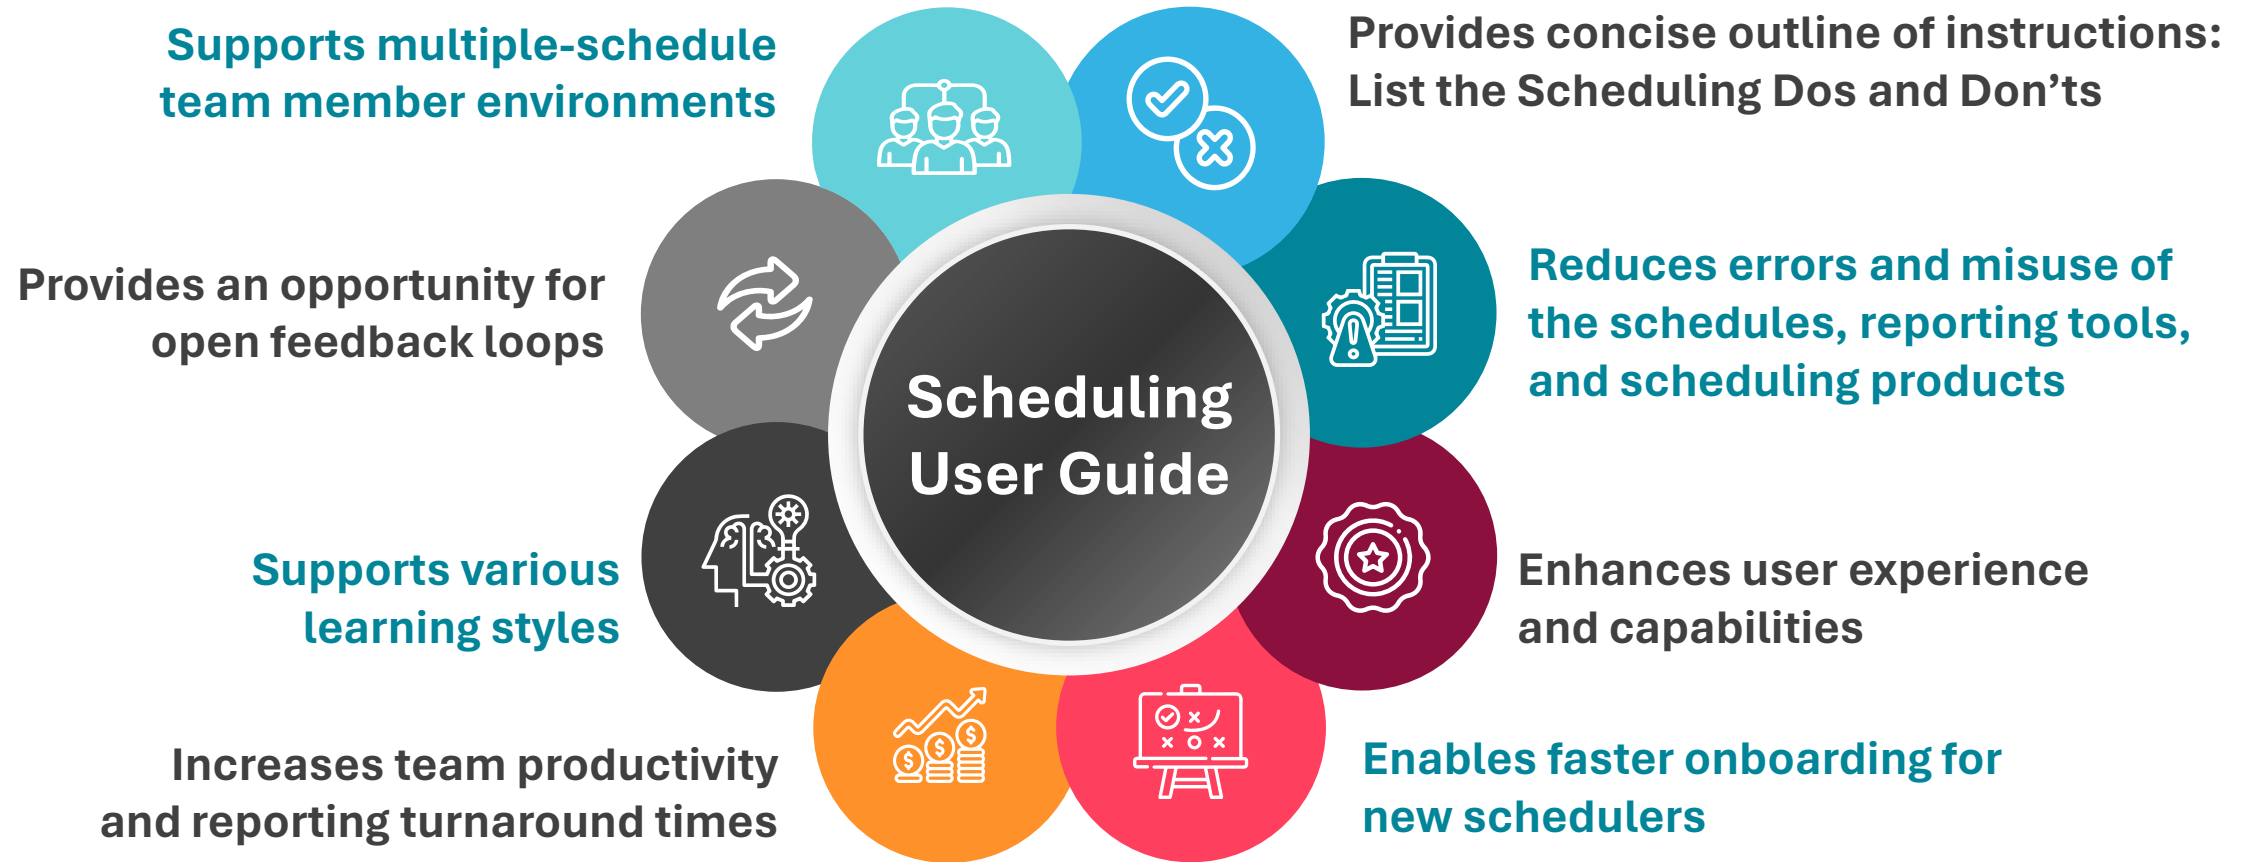 Supports multiple-schedule
team member environments
Provides concise outline of instructions:
List the Scheduling Dos and Don’ts
Provides an opportunity for
open feedback loops
Reduces errors and misuse of
the schedules, reporting tools,
and scheduling products
Scheduling
User Guide
Supports various
learning styles
Enhances user experience
and capabilities
Increases team productivity
and reporting turnaround times
Enables faster onboarding for
new schedulers